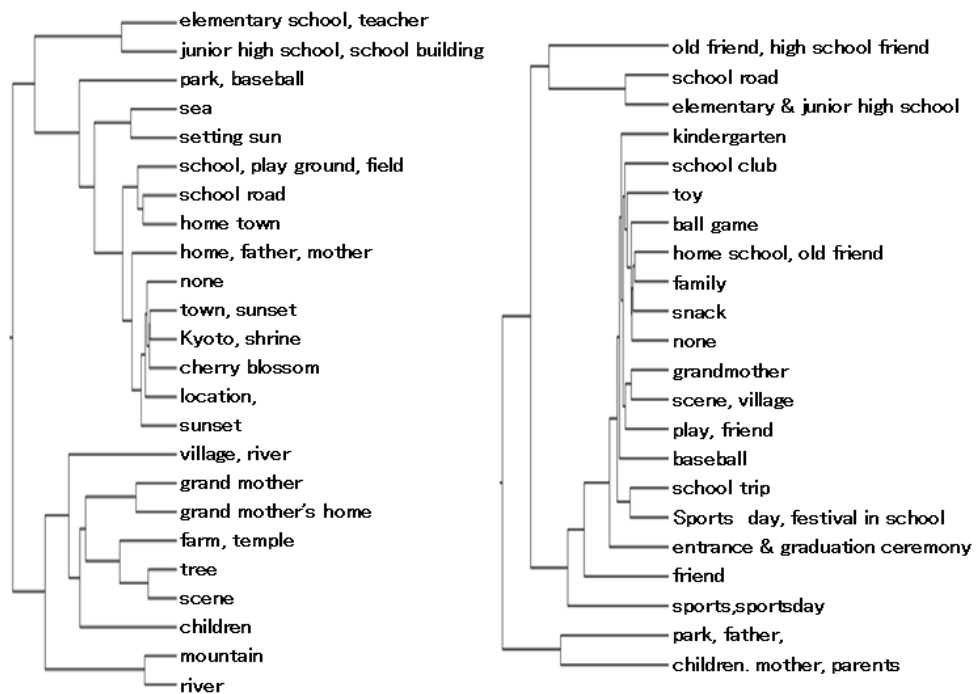 elementary school, teacher
junior high school, school building
park, baseball
sea
setting sun
school, play ground, field
school road
home town
home, father, mother
none
town, sunset
Kyoto, shrine
cherry blossom
location,
sunset
village, river
grand mother
grand mother's home
farm, temple
tree
scene
children
mountain
river
old friend, high school friend
school road
elementary & junior high school
kindergarten
school club
toy
ball game
home school, old friend
family
snack
none
grandmother
scene, village
play, friend
baseball
school trip
Sports day, festival in school
entrance & graduation ceremony
friend
sports,sportsday
park, father,
children. mother, parents